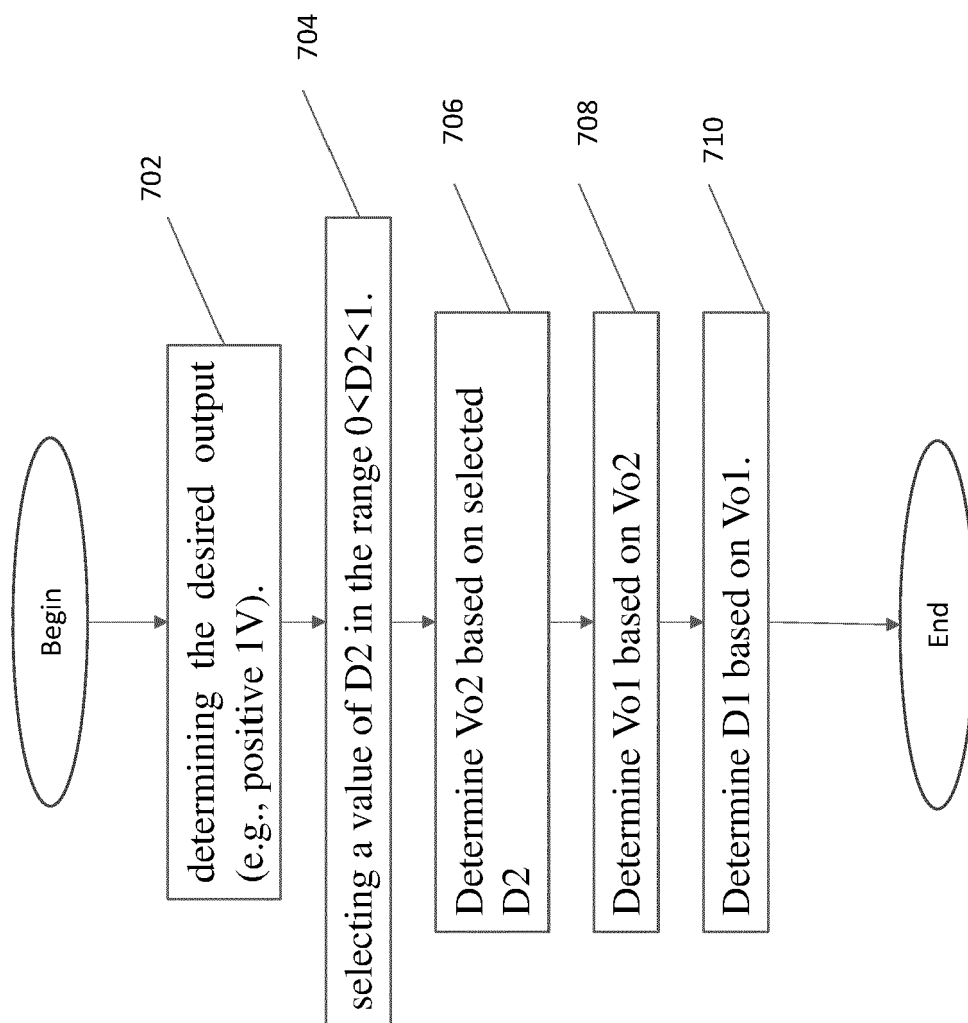 Begin
702
determining the desired output
(e.g., positive 1V).
704
selecting a value of D2 in the range 0<D2<1.
706
Determine Vo2 based on selected
D2
708
Determine Vo1 based on Vo2
710
Determine D1 based on Vo1.
End